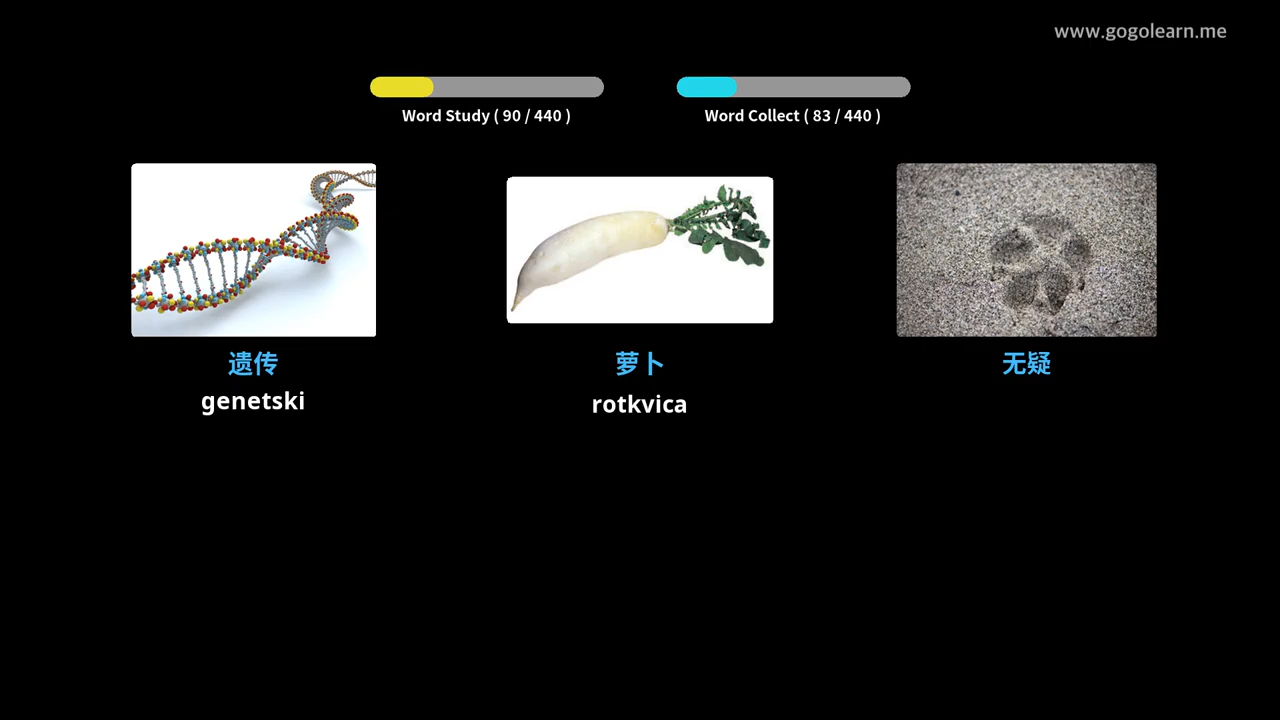 www.gogolearn.me
Word Study ( 90 / 440 )
Word Collect ( 83 / 440 )
遗传
萝卜
无疑
genetski
rotkvica